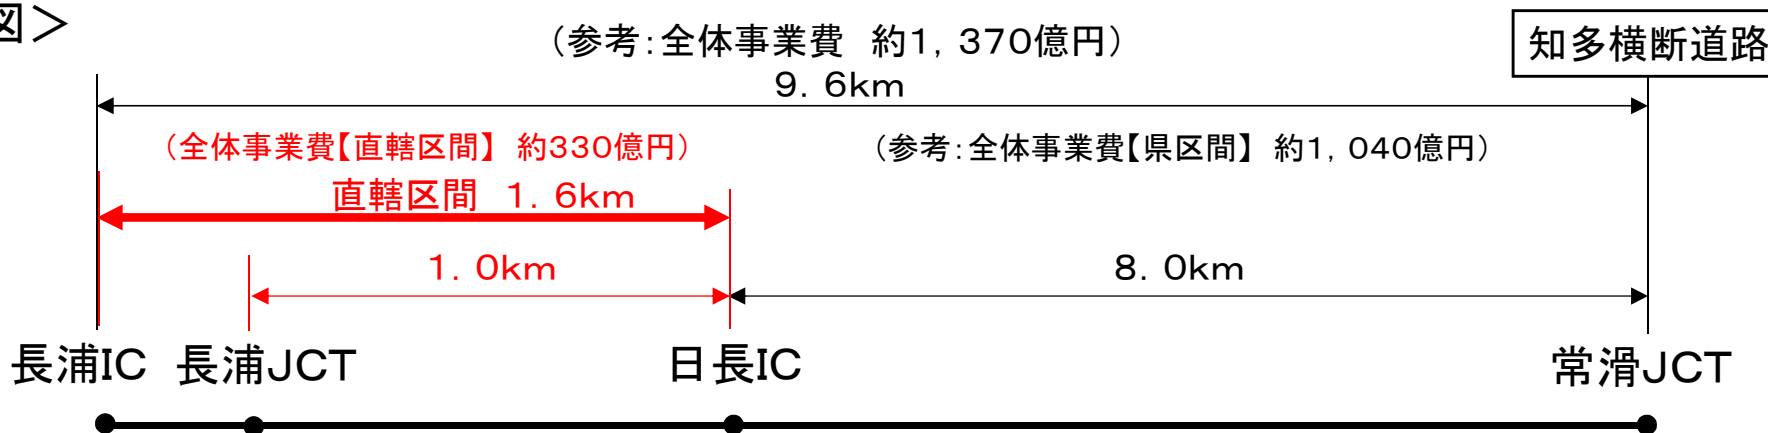 図＞
（参考：全体事業費　約１，３７０億円）
知多横断道路
９．６ｋｍ
（全体事業費【直轄区間】　約３３０億円）
（参考：全体事業費【県区間】　約１，０４０億円）
直轄区間　１．６ｋｍ
１．０ｋｍ
８．０ｋｍ
長浦IC
長浦JCT
日長IC
常滑JCT